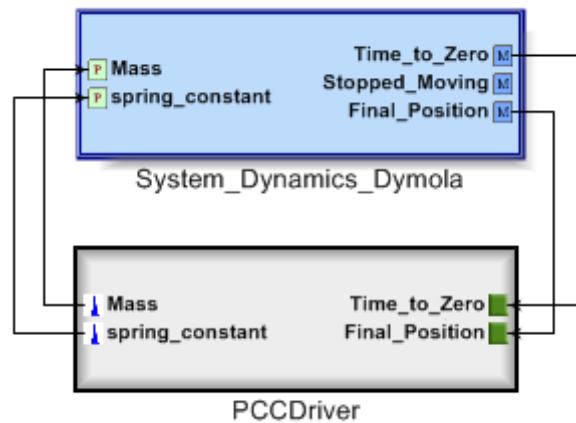 P Mass
P spring_constant
Time_to_Zero M
Stopped_Moving M
Final_Position M
System_Dynamics_Dymola
Mass
spring_constant
Time_to_Zero
Final_Position
PCCDriver